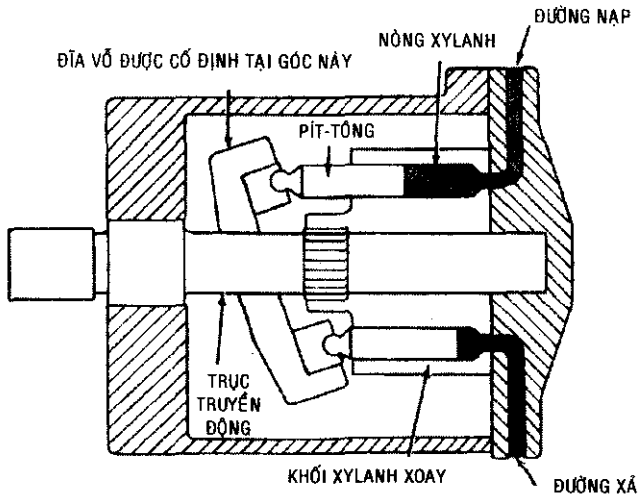 ĐƯỜNG NẠP
NÒNG XYLANH
ĐĨA VỖ ĐƯỢC CỐ ĐỊNH TẠI GÓC NÀY
PÍT-TÔNG
TRỤC
TRUYỀN
ĐỘNG
KHỐI XYLANH XOAY
ĐƯỜNG XẢ